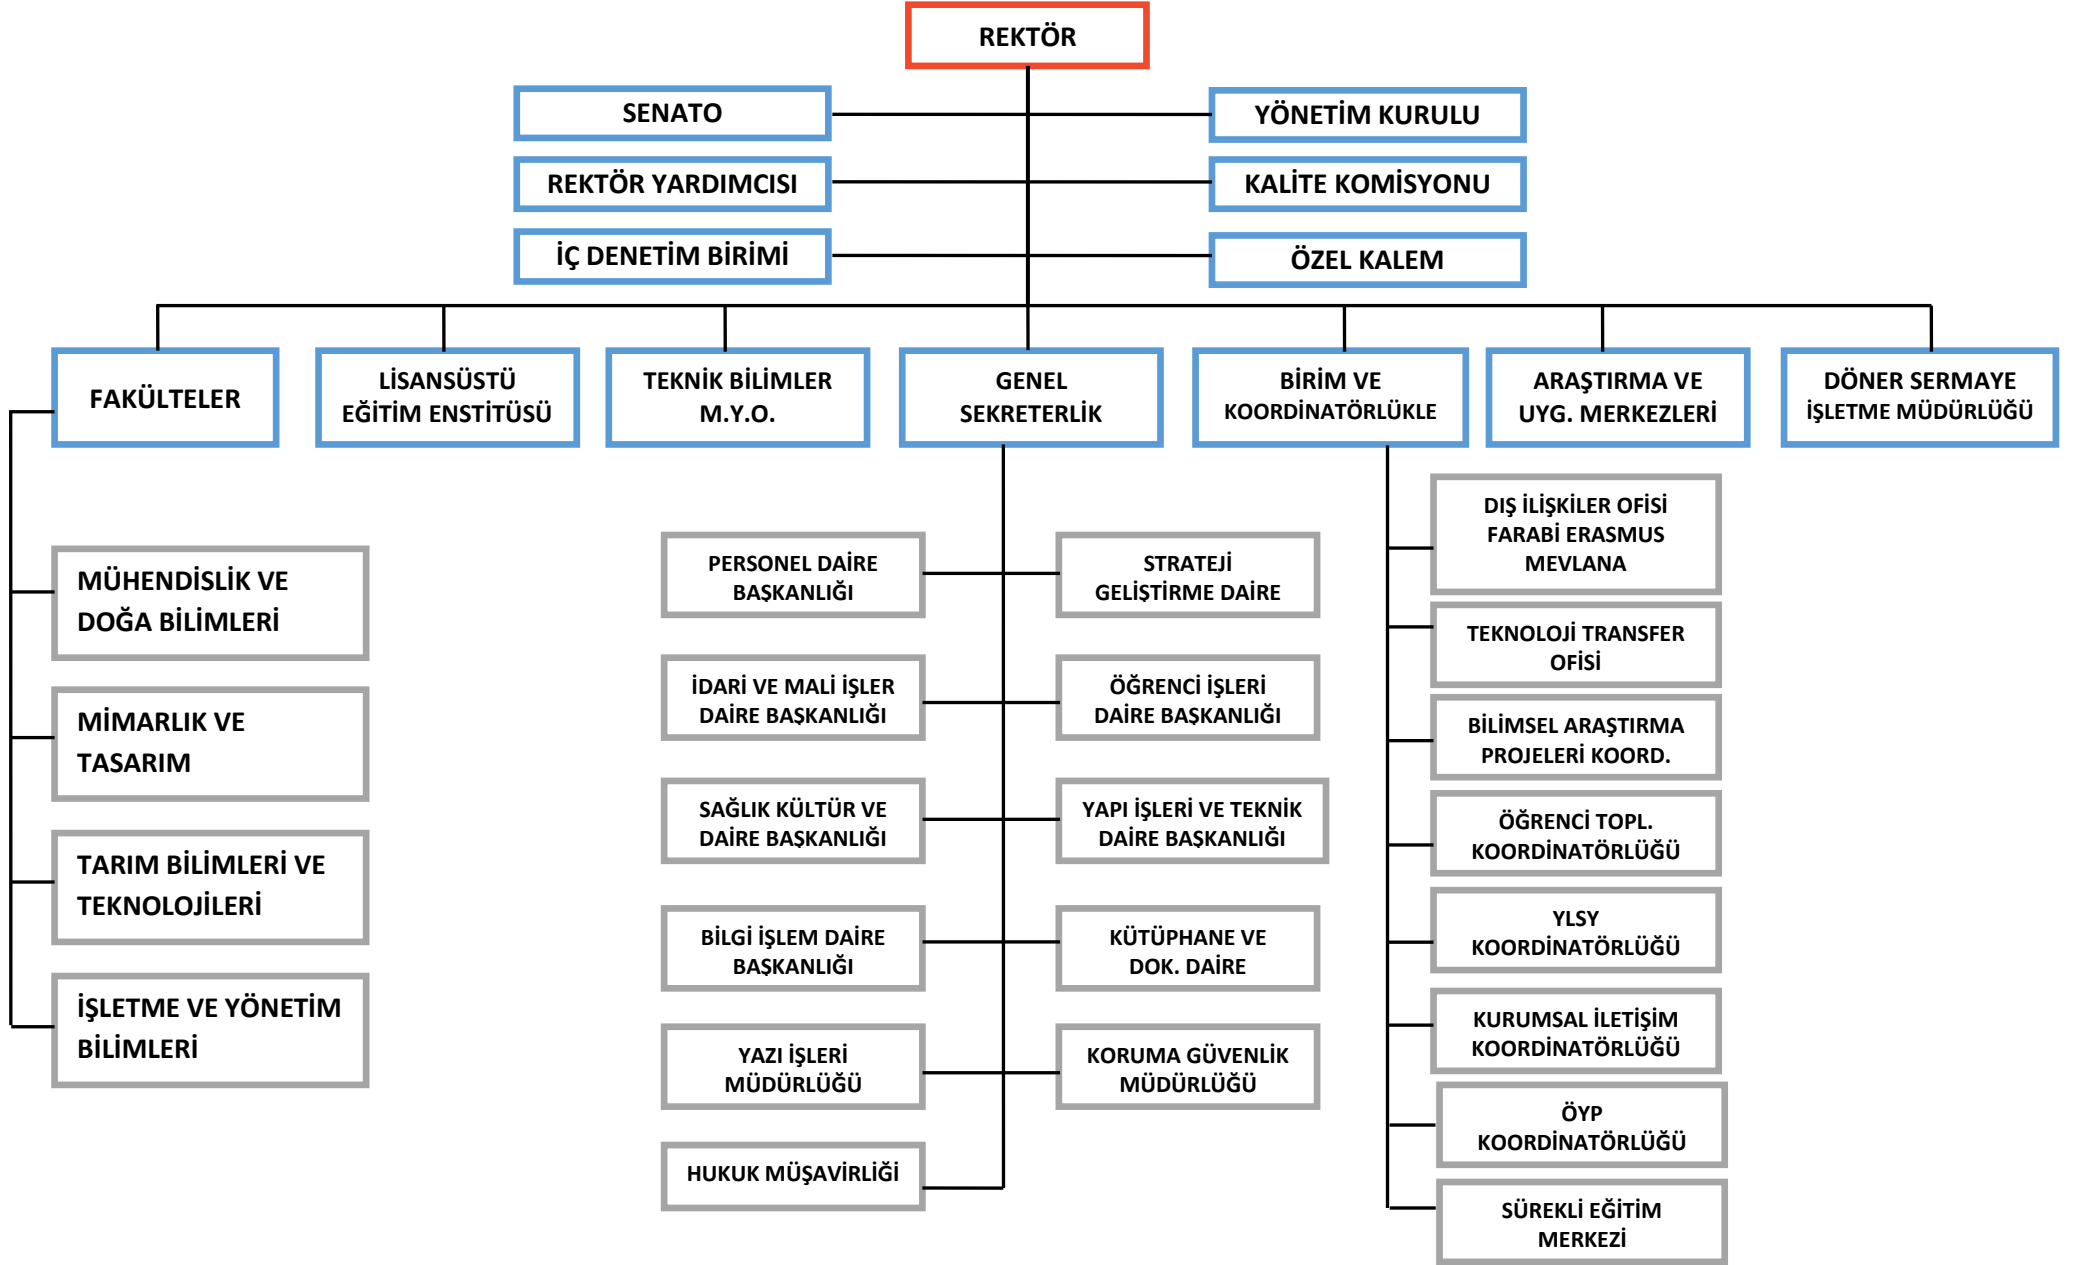 REKTÖR
SENATO
YÖNETİM KURULU
REKTÖR YARDIMCISI
KALİTE KOMİSYONU
İÇ DENETİM BİRİMİ
ÖZEL KALEM
FAKÜLTELER
LİSANSÜSTÜ
EĞİTİM ENSTİTÜSÜ
TEKNİK BİLİMLER
M.Y.O.
GENEL
SEKRETERLİK
BİRİM VE
KOORDİNATÖRLÜKLE
ARAŞTIRMA VE
UYG. MERKEZLERİ
DÖNER SERMAYE
İŞLETME MÜDÜRLÜĞÜ
MÜHENDİSLİK VE
DOĞA BİLİMLERİ
MİMARLIK VE
TASARIM
TARIM BİLİMLERİ VE
TEKNOLOJİLERİ
İŞLETME VE YÖNETİM
BİLİMLERİ
PERSONEL DAİRE
BAŞKANLIĞI
STRATEJİ
GELİŞTİRME DAİRE
İDARİ VE MALİ İŞLER
DAİRE BAŞKANLIĞI
ÖĞRENCİ İŞLERİ
DAİRE BAŞKANLIĞI
SAĞLIK KÜLTÜR VE
DAİRE BAŞKANLIĞI
YAPI İŞLERİ VE TEKNİK
DAİRE BAŞKANLIĞI
BİLGİ İŞLEM DAİRE
BAŞKANLIĞI
KÜTÜPHANE VE
DOK. DAİRE
YAZI İŞLERİ
MÜDÜRLÜĞÜ
KORUMA GÜVENLİK
MÜDÜRLÜĞÜ
HUKUK MÜŞAVİRLİĞİ
DIŞ İLİŞKİLER OFİSİ
FARABİ ERASMUS
MEVLANA
TEKNOLOJİ TRANSFER
OFİSİ
BİLİMSEL ARAŞTIRMA
PROJELERİ KOORD.
ÖĞRENCİ TOPL.
KOORDİNATÖRLÜĞÜ
YLSY
KOORDİNATÖRLÜĞÜ
KURUMSAL İLETİŞİM
KOORDİNATÖRLÜĞÜ
ÖYP
KOORDİNATÖRLÜĞÜ
SÜREKLİ EĞİTİM
MERKEZİ